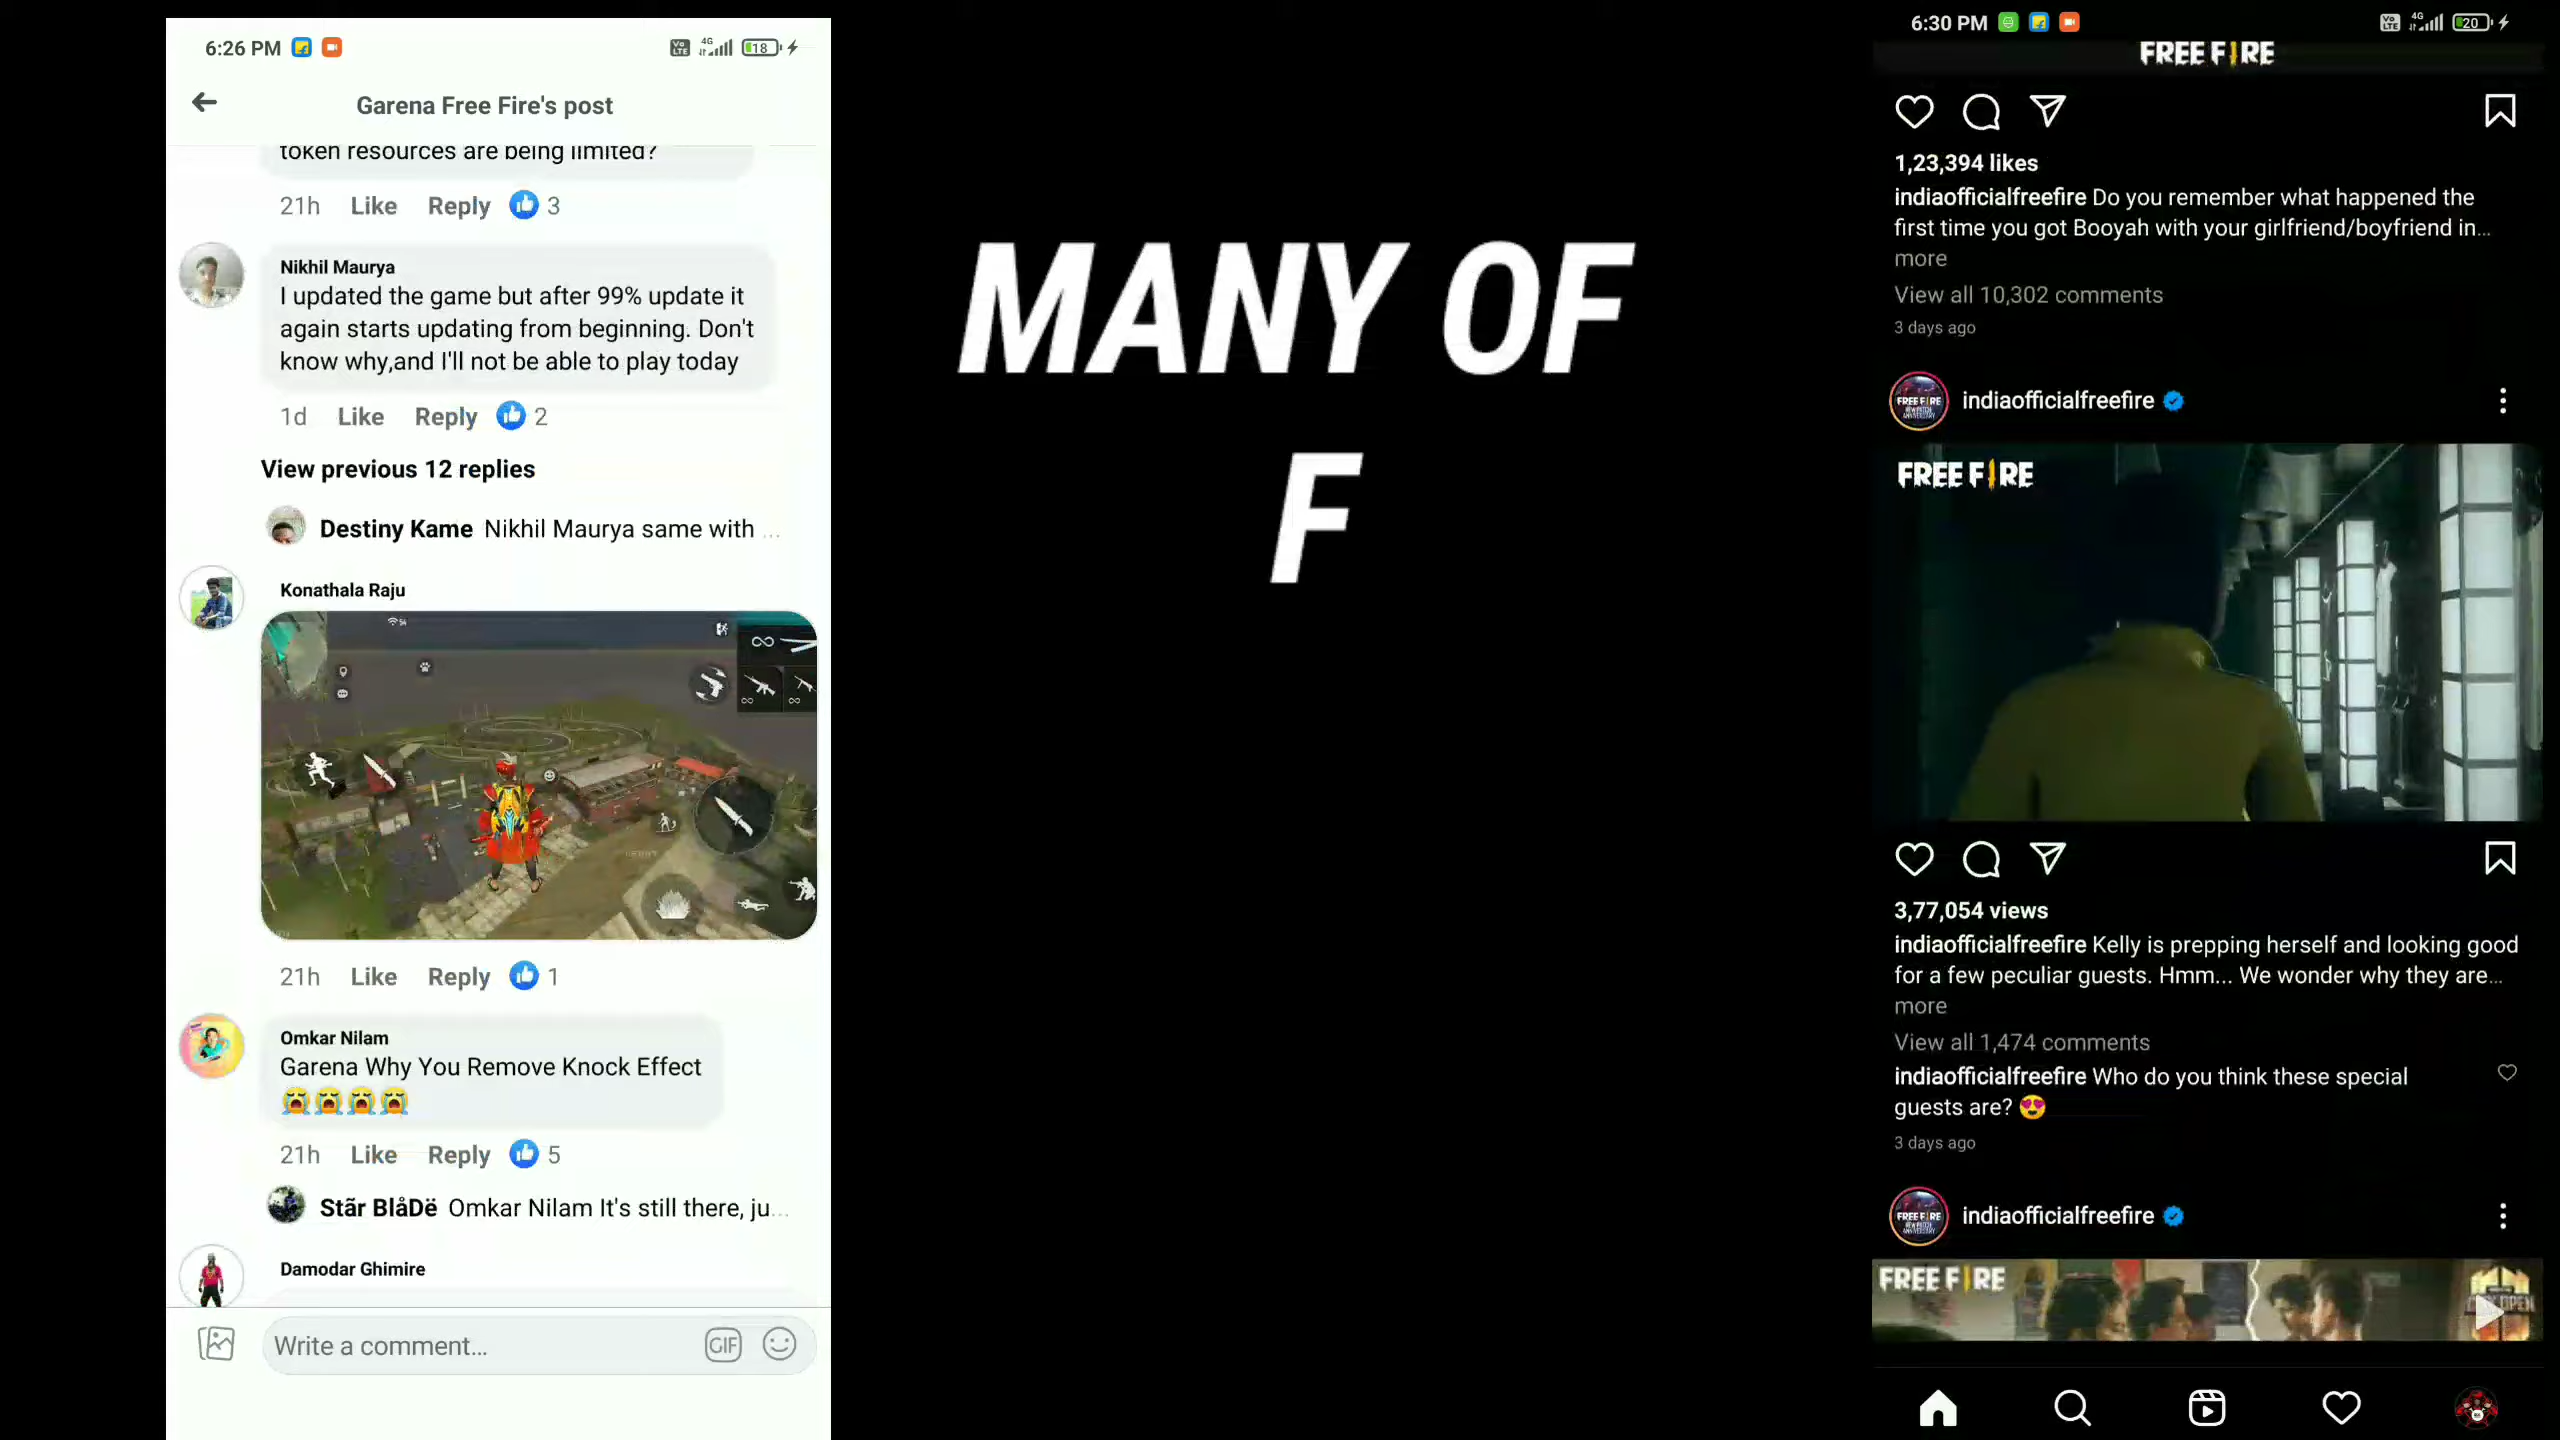 6:26 PM
4G
18
Garena Free Fire's post
token resources are being limited?
21h Like Reply 3
Nikhil Maurya
I updated the game but after 99% update it
again starts updating from beginning. Don't
know why,and I'll not be able to play today
1d Like Reply 2
View previous 12 replies
Destiny Kame Nikhil Maurya same with ...
Konathala Raju
21h Like Reply 1
Omkar Nilam
Garena Why You Remove Knock Effect
😭😭😭😭
21h Like Reply 5
Stãr BlåDë Omkar Nilam It's still there, ju...
Damodar Ghimire
Write a comment...
GIF
MANY OF
F
6:30 PM
4G
20
FREE FIRE
1,23,394 likes
indiaofficialfreefire Do you remember what happened the
first time you got Booyah with your girlfriend/boyfriend in...
more
View all 10,302 comments
3 days ago
indiaofficialfreefire
FREE FIRE
3,77,054 views
indiaofficialfreefire Kelly is prepping herself and looking good
for a few peculiar guests. Hmm... We wonder why they are...
more
View all 1,474 comments
indiaofficialfreefire Who do you think these special
guests are? 😍
3 days ago
indiaofficialfreefire
FREE FIRE